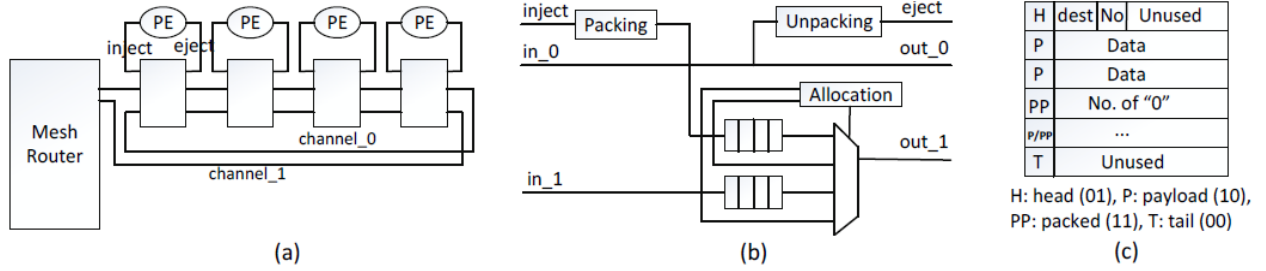 PE PE PE PE
inject eject
Mesh
Router
channel_0
channel_1
(a)
inject
Packing
Unpacking
eject
in_0
out_0
Allocation
out_1
in_1
(b)
H dest No Unused
P Data
P Data
PP No. of "0"
P/PP ...
T Unused
H: head (01), P: payload (10),
PP: packed (11), T: tail (00)
(c)